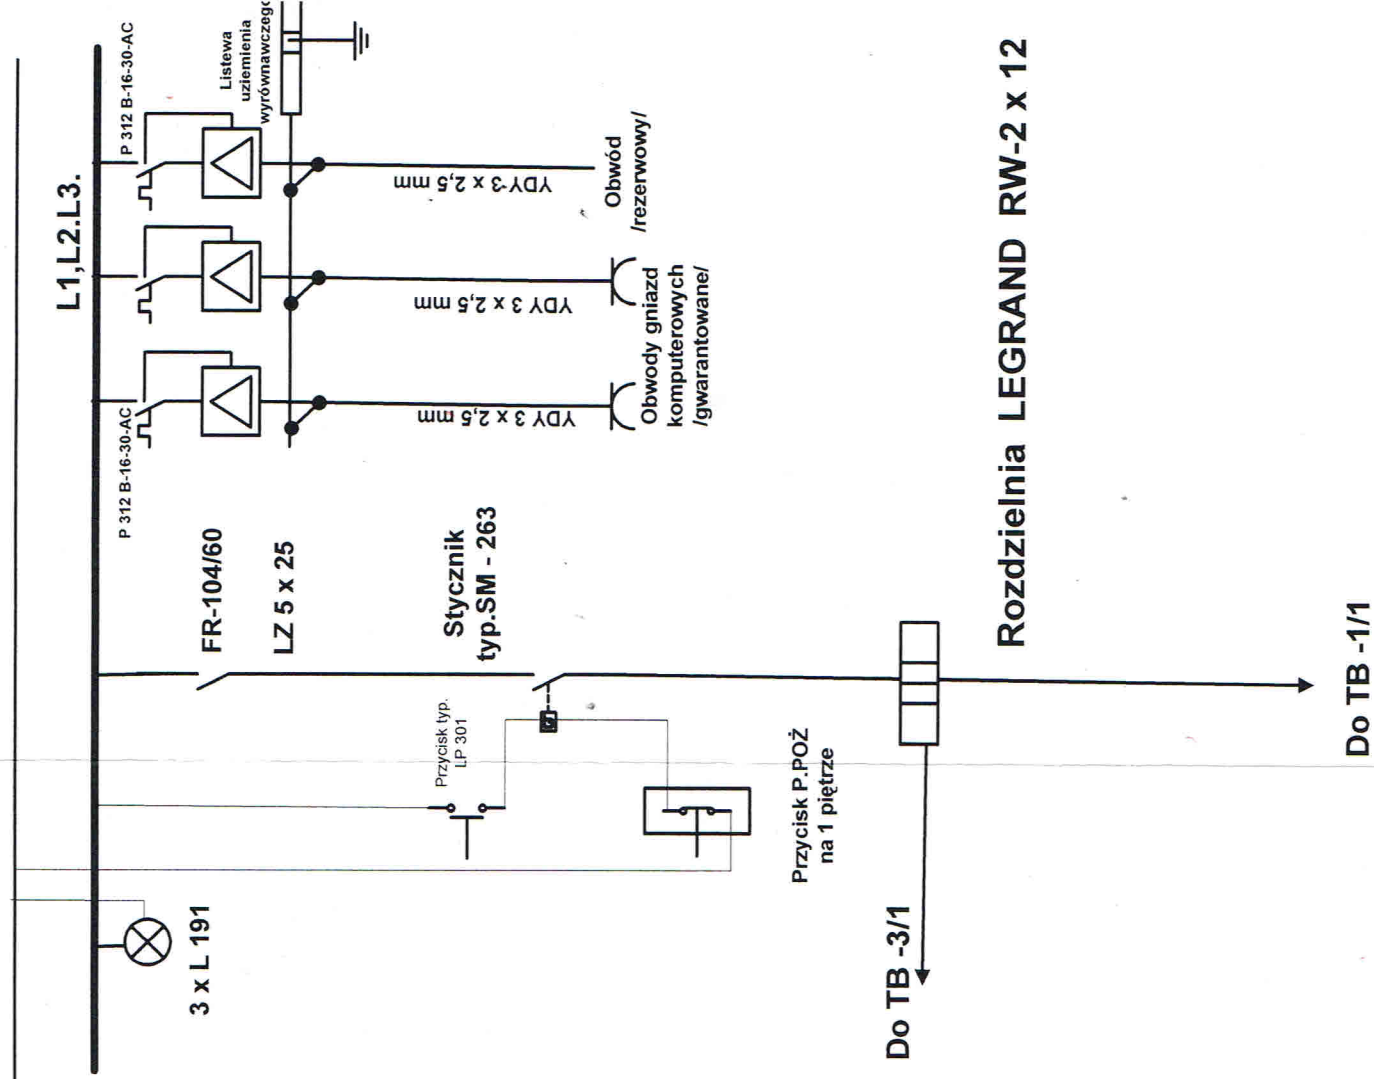 L1,L2.L3.
P 312 B-16-30-AC
P 312 B-16-30-AC
Listewa
uziemienia
wyrównawczego
YDY 3 x 2,5 mm
YDY 3 x 2,5 mm
YDY 3 x 2,5 mm
Obwody gniazd
komputerowych
/gwarantowane/
Obwód
/rezerwowy/
FR-104/60
LZ 5 x 25
Stycznik
typ.SM - 263
Przycisk typ.
LP 301
3 x L 191
Przycisk P.POŻ
na 1 piętrze
Do TB -3/1
Rozdzielnia LEGRAND RW-2 x 12
Do TB -1/1